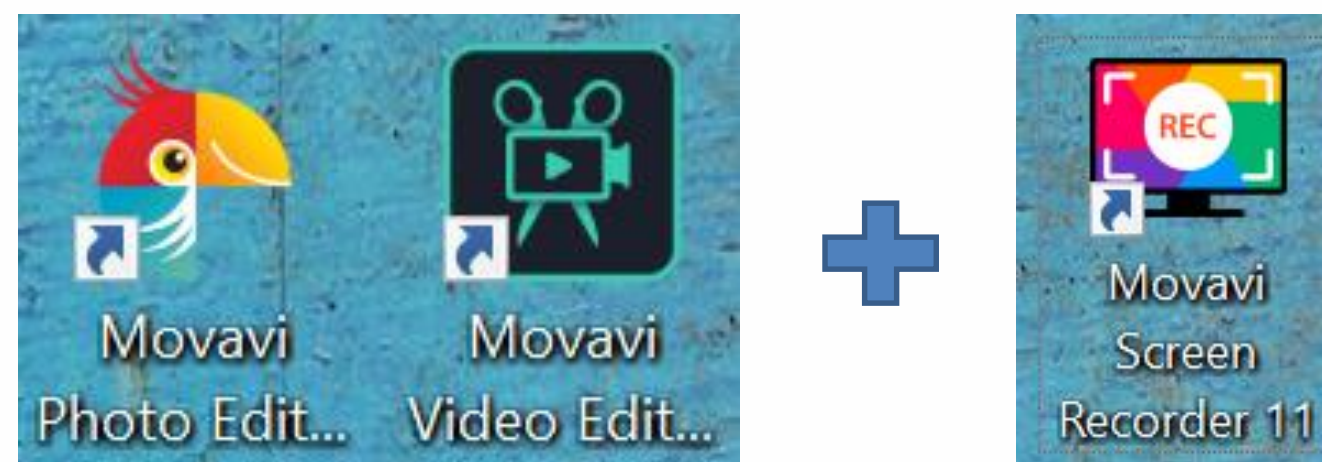 Movavi
Photo Edit...
Movavi
Video Edit...
REC
Movavi
Screen
Recorder 11